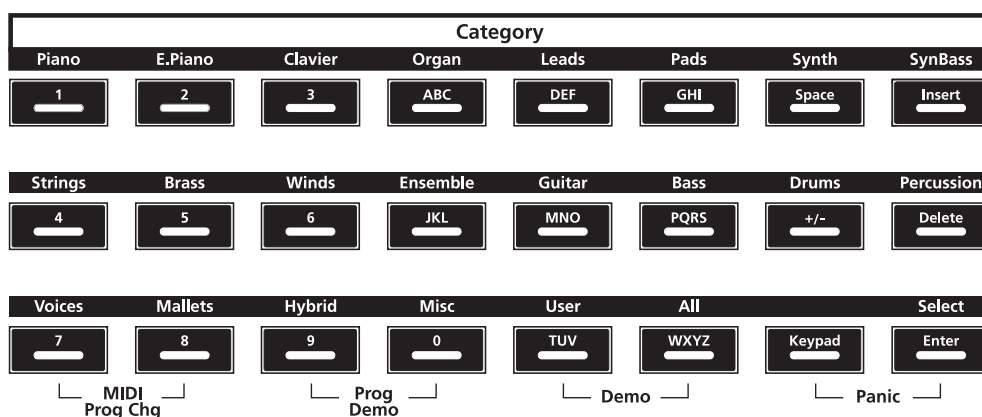 Category
Piano E.Piano Clavier Organ Leads Pads Synth SynBass
1 2 3 ABC DEF GHI Space Insert
Strings Brass Winds Ensemble Guitar Bass Drums Percussion
4 5 6 JKL MNO PQRS +/- Delete
Voices Mallets Hybrid Misc User All Select
7 8 9 0 TUV WXYZ Keypad Enter
MIDI Prog Demo Panic
Prog Chg Demo